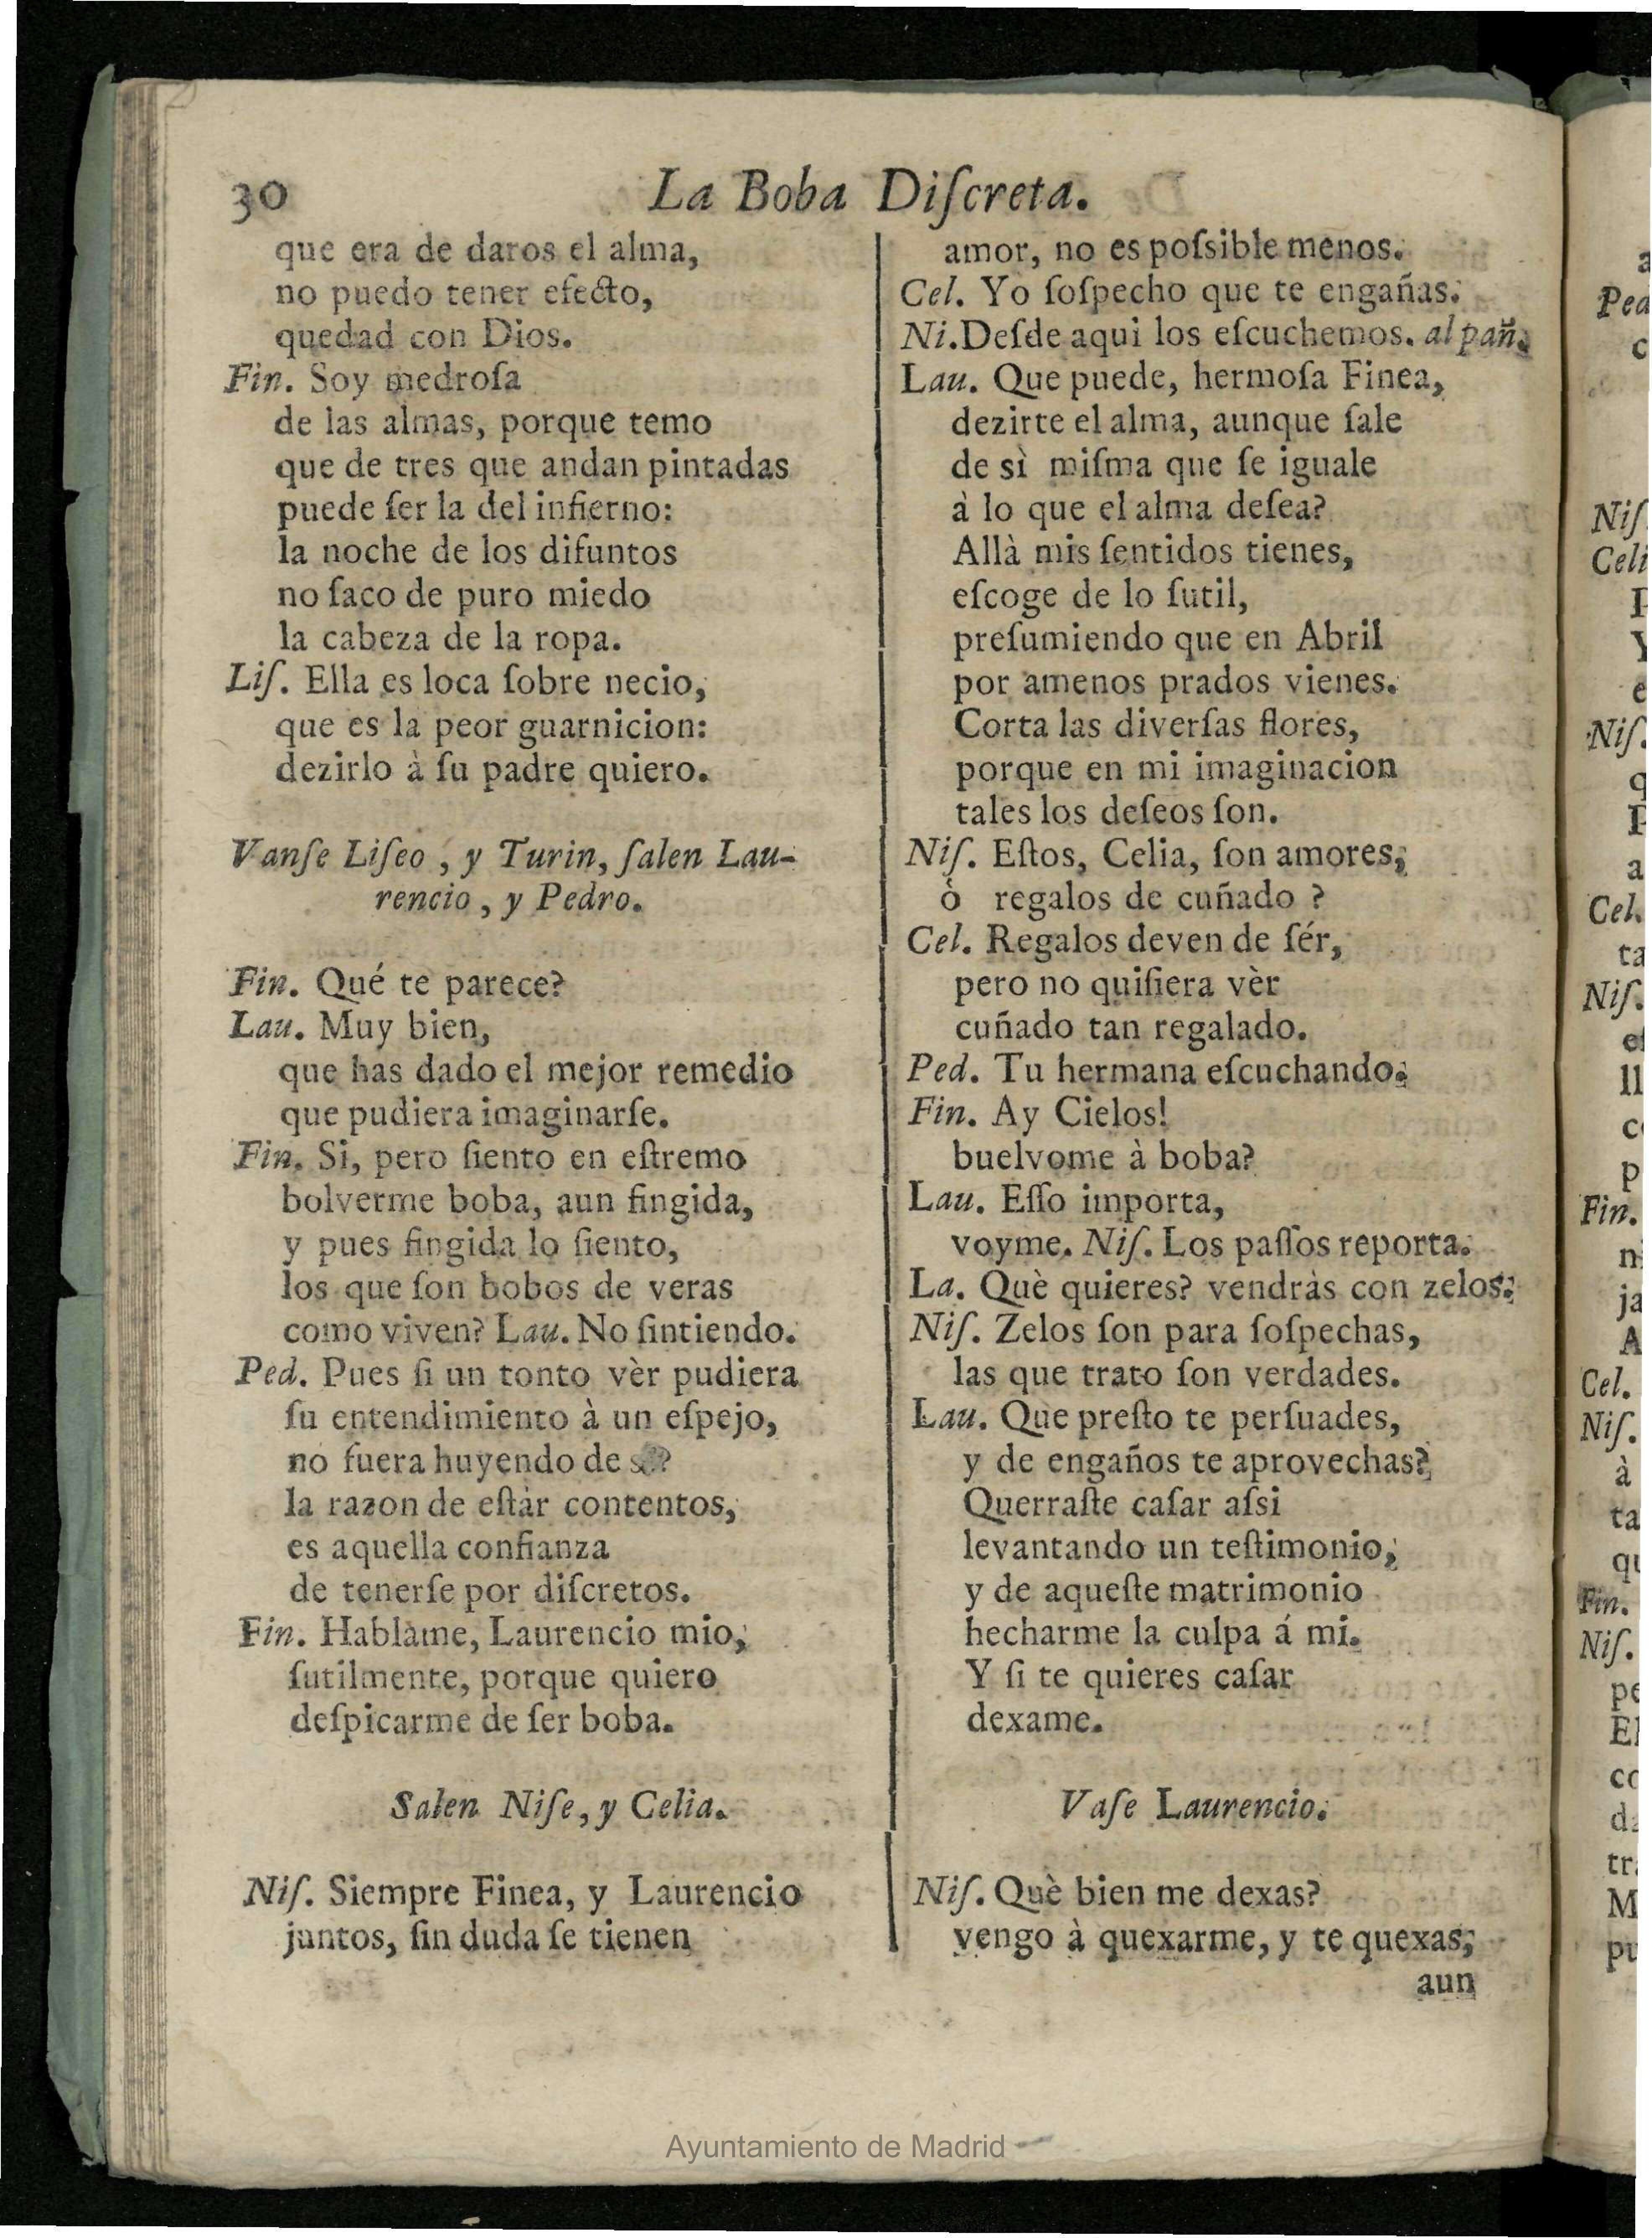 30
La Boba Diſcreta.
que era de daros el alma,
no puedo tener efecto,
quedad con Dios.
Fin. Soy medroſa
de las almas, porque temo
que de tres que andan pintadas
puede ſer la del infierno:
la noche de los difuntos
no ſaco de puro miedo
la cabeza de la ropa.
Liſ. Ella es loca ſobre necio,
que es la peor guarnicion:
dezirlo à ſu padre quiero.
Vanſe Liſeo, y Turin, ſalen Lau-
rencio, y Pedro.
Fin. Qué te parece?
Lau. Muy bien,
que has dado el mejor remedio
que pudiera imaginarſe.
Fin. Si, pero ſiento en eſtremo
bolverme boba, aun fingida,
y pues fingida lo ſiento,
los que ſon bobos de veras
como viven? Lau. No ſintiendo.
Ped. Pues ſi un tonto vèr pudiera
ſu entendimiento à un eſpejo,
no fuera huyendo de
la razon de eſtàr contentos,
es aquella confianza
de tenerſe por diſcretos.
Fin. Hablàme, Laurencio mio,
ſutilmente, porque quiero
deſpicarme de ſer boba.
Salen Niſe, y Celia.
Niſ. Siempre Finea, y Laurencio
juntos, ſin duda ſe tienen
amor, no es poſsible menos.
Cel. Yo ſoſpecho que te engañas.
Ni. Deſde aqui los eſcuchemos. al pañ.
Lau. Que puede, hermoſa Finea,
dezirte el alma, aunque ſale
de sì miſma que ſe iguale
à lo que el alma deſea?
Allà mis ſentidos tienes,
eſcoge de lo ſutil,
preſumiendo que en Abril
por amenos prados vienes.
Corta las diverſas flores,
porque en mi imaginacion
tales los deſeos ſon.
Niſ. Eſtos, Celia, ſon amores,
ò regalos de cuñado?
Cel. Regalos deven de ſér,
pero no quiſiera vèr
cuñado tan regalado.
Ped. Tu hermana eſcuchando.
Fin. Ay Cielos!
buelvome à boba?
Lau. Eſſo importa,
voyme. Niſ. Los paſſos reporta.
La. Què quieres? vendràs con zelos:
Niſ. Zelos ſon para ſoſpechas,
las que trato ſon verdades.
Lau. Que preſto te perſuades,
y de engaños te aprovechas?
Querraſte caſar aſsi
levantando un teſtimonio,
y de aqueſte matrimonio
hecharme la culpa á mi.
Y ſi te quieres caſar
dexame.
Vaſe Laurencio.
Niſ. Què bien me dexas?
vengo à quexarme, y te quexas,
aun
Ayuntamiento de Madrid